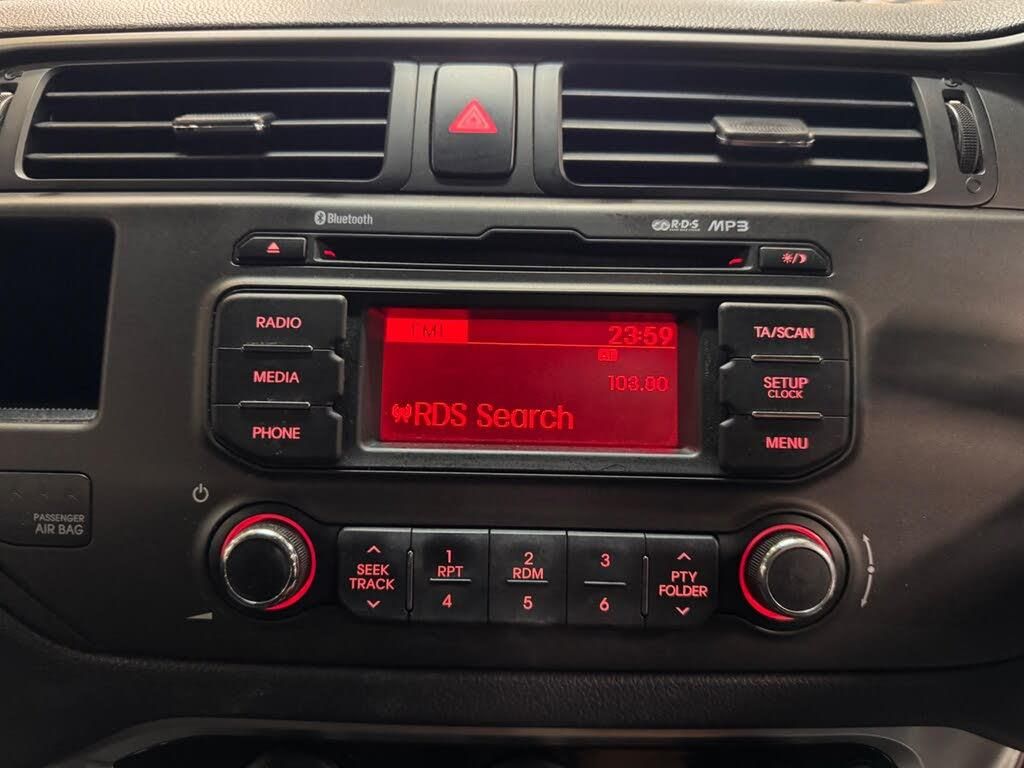 Bluetooth
R·D·S MP3
RADIO
MEDIA
PHONE
FM1
23:59
103.80
RDS Search
TA/SCAN
SETUP
CLOCK
MENU
PASSENGER
AIR BAG
SEEK
TRACK
1
RPT
4
2
RDM
5
3
6
PTY
FOLDER